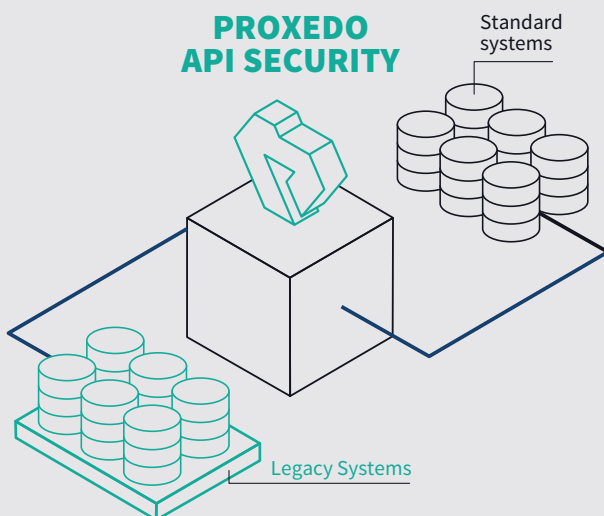 PROXEDO
API SECURITY
Standard
systems
Legacy Systems